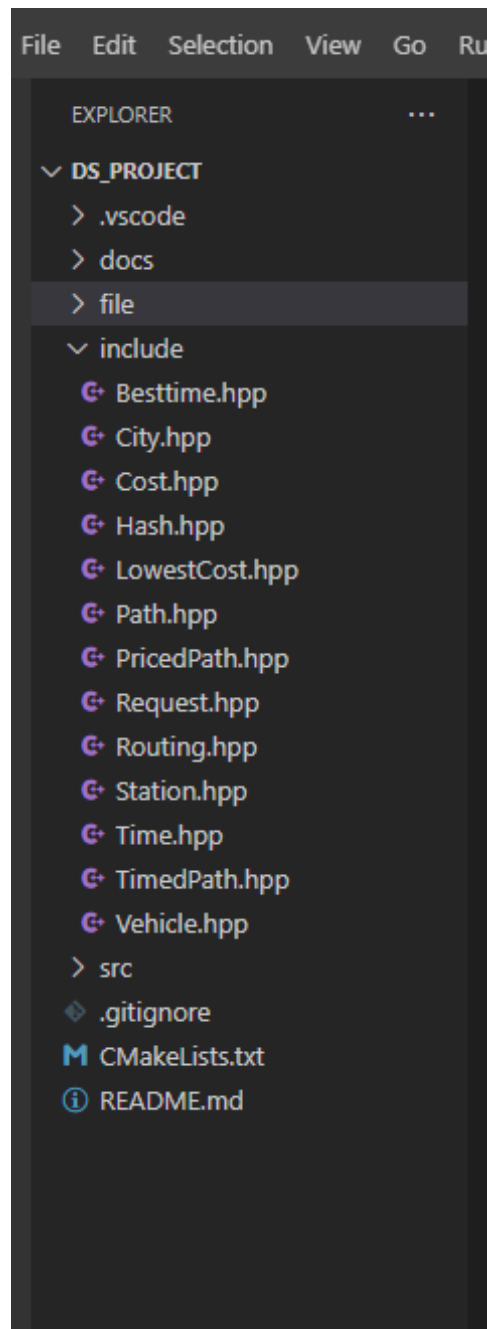 File Edit Selection View Go Ru
EXPLORER ...
DS_PROJECT
.vscode
docs
file
include
Besttime.hpp
City.hpp
Cost.hpp
Hash.hpp
LowestCost.hpp
Path.hpp
PricedPath.hpp
Request.hpp
Routing.hpp
Station.hpp
Time.hpp
TimedPath.hpp
Vehicle.hpp
src
.gitignore
CMakeLists.txt
README.md